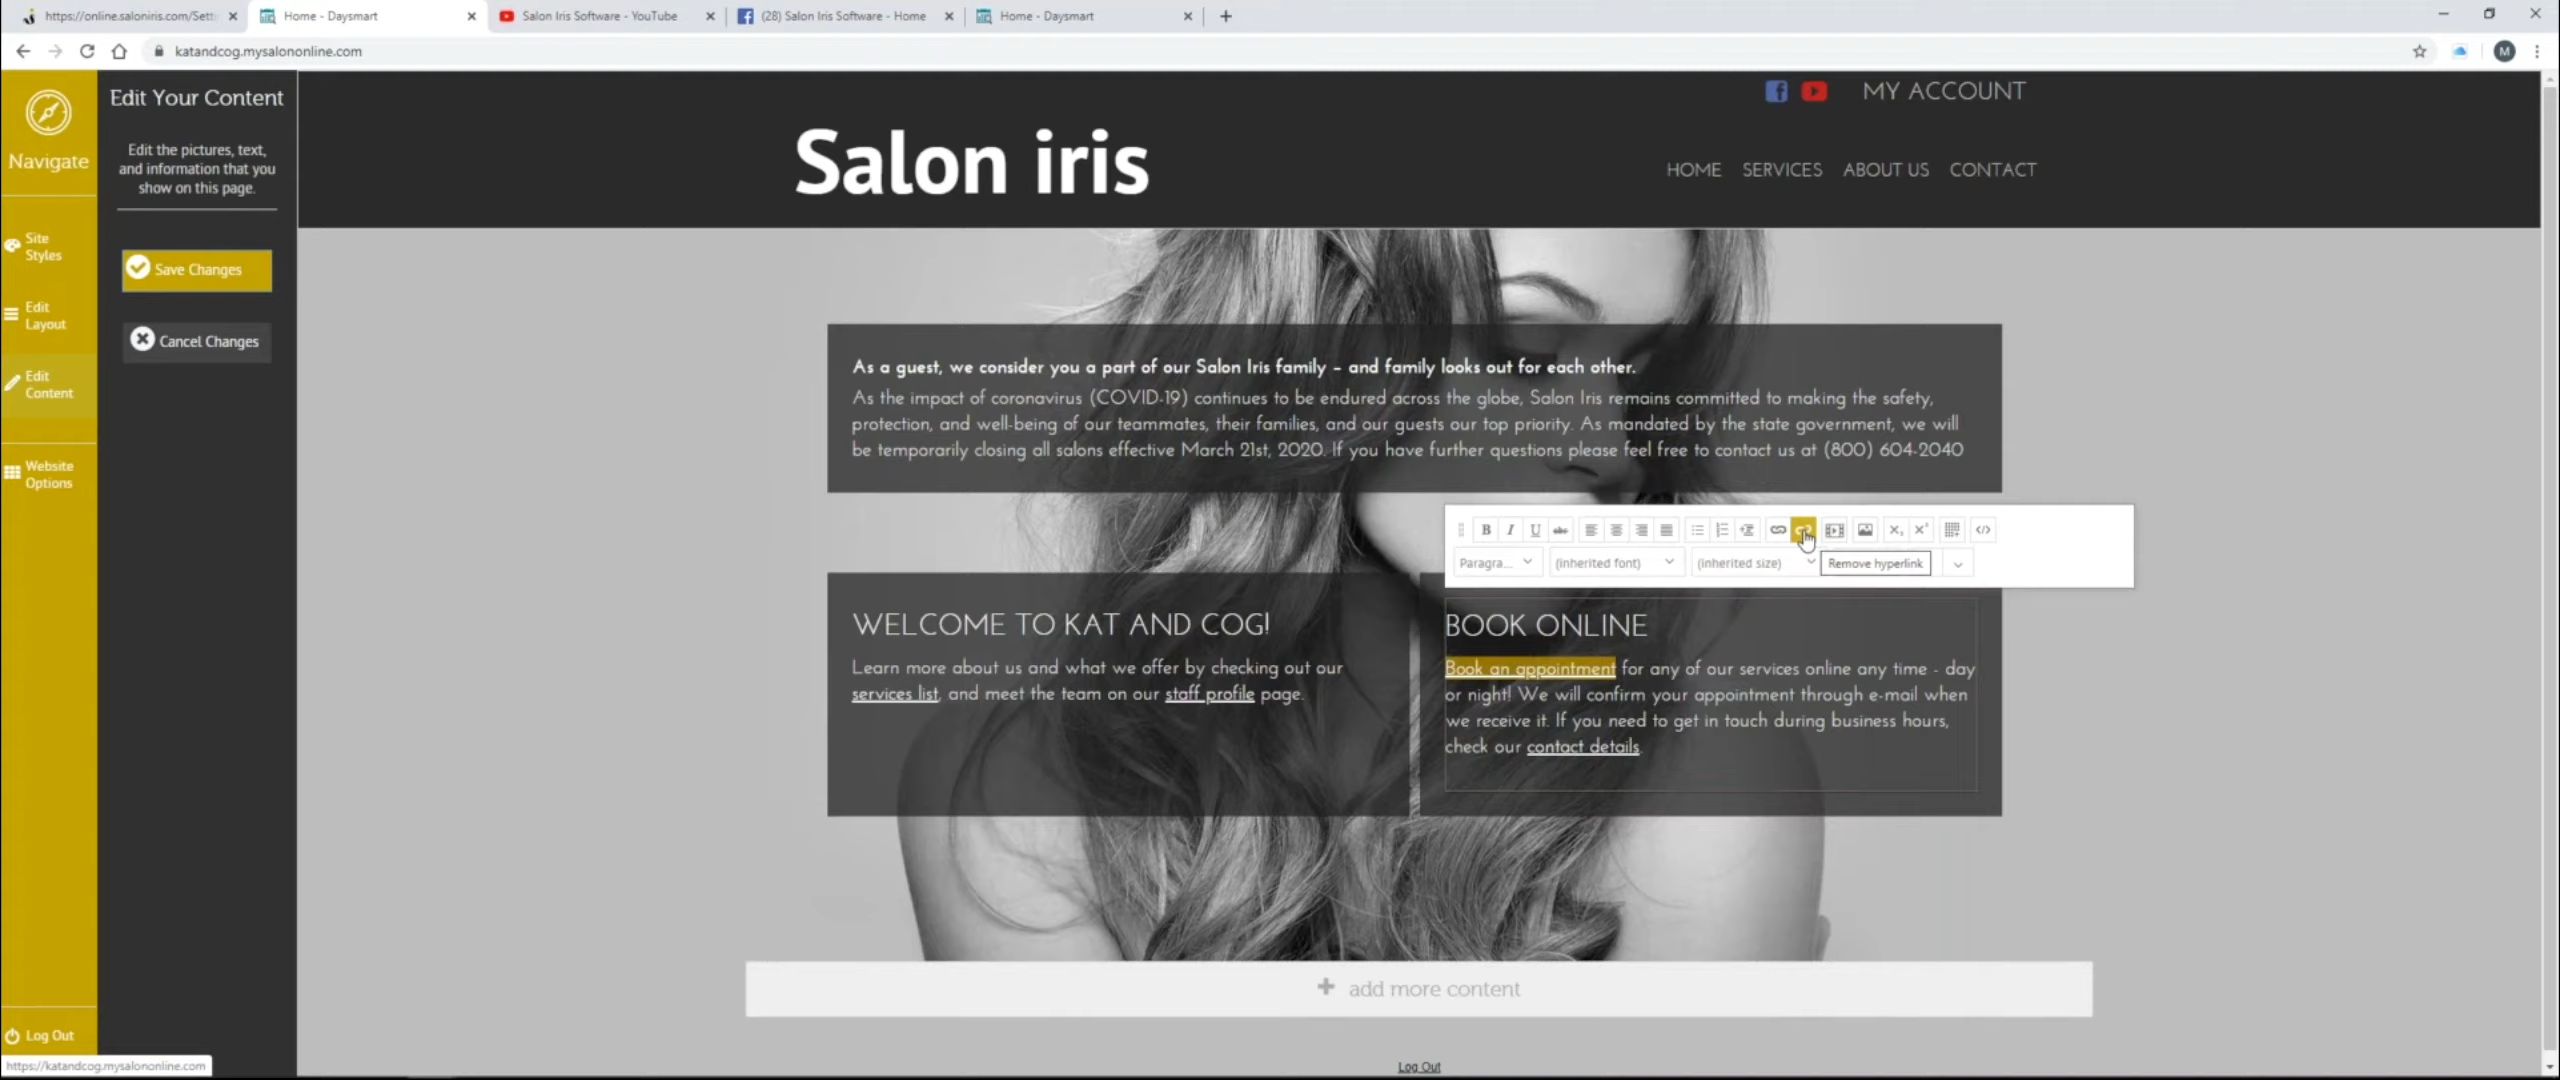 https://online.saloniris.com/Setti
Home - Daysmart
Salon Iris Software - YouTube
(28) Salon Iris Software - Home
Home - Daysmart
katandcog.mysalononline.com
M
Navigate
Site
Styles
Edit
Layout
Edit
Content
Website
Options
Log Out
https://katandcog.mysalononline.com
Edit Your Content
Edit the pictures, text,
and information that you
show on this page.
Save Changes
Cancel Changes
MY ACCOUNT
Salon iris
HOME SERVICES ABOUT US CONTACT
As a guest, we consider you a part of our Salon Iris family – and family looks out for each other.
As the impact of coronavirus (COVID-19) continues to be endured across the globe, Salon Iris remains committed to making the safety,
protection, and well-being of our teammates, their families, and our guests our top priority. As mandated by the state government, we will
be temporarily closing all salons effective March 21st, 2020. If you have further questions please feel free to contact us at (800) 604-2040
B I U abc
Paragra... (inherited font) (inherited size) Remove hyperlink
WELCOME TO KAT AND COG!
Learn more about us and what we offer by checking out our
services list, and meet the team on our staff profile page.
BOOK ONLINE
Book an appointment for any of our services online any time - day
or night! We will confirm your appointment through e-mail when
we receive it. If you need to get in touch during business hours,
check our contact details.
+ add more content
Log Out